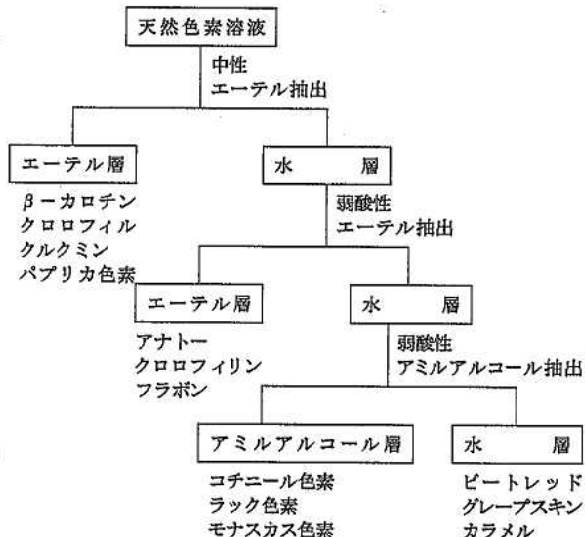 天然色素溶液
中性
エーテル抽出
エーテル層
水 層
β－カロチン
クロロフィル
クルクミン
パプリカ色素
弱酸性
エーテル抽出
エーテル層
水 層
アナトー
クロロフィリン
フラボン
弱酸性
アミルアルコール抽出
アミルアルコール層
水 層
コチニール色素
ラック色素
モナスカス色素
ビートレッド
グレープスキン
カラメル